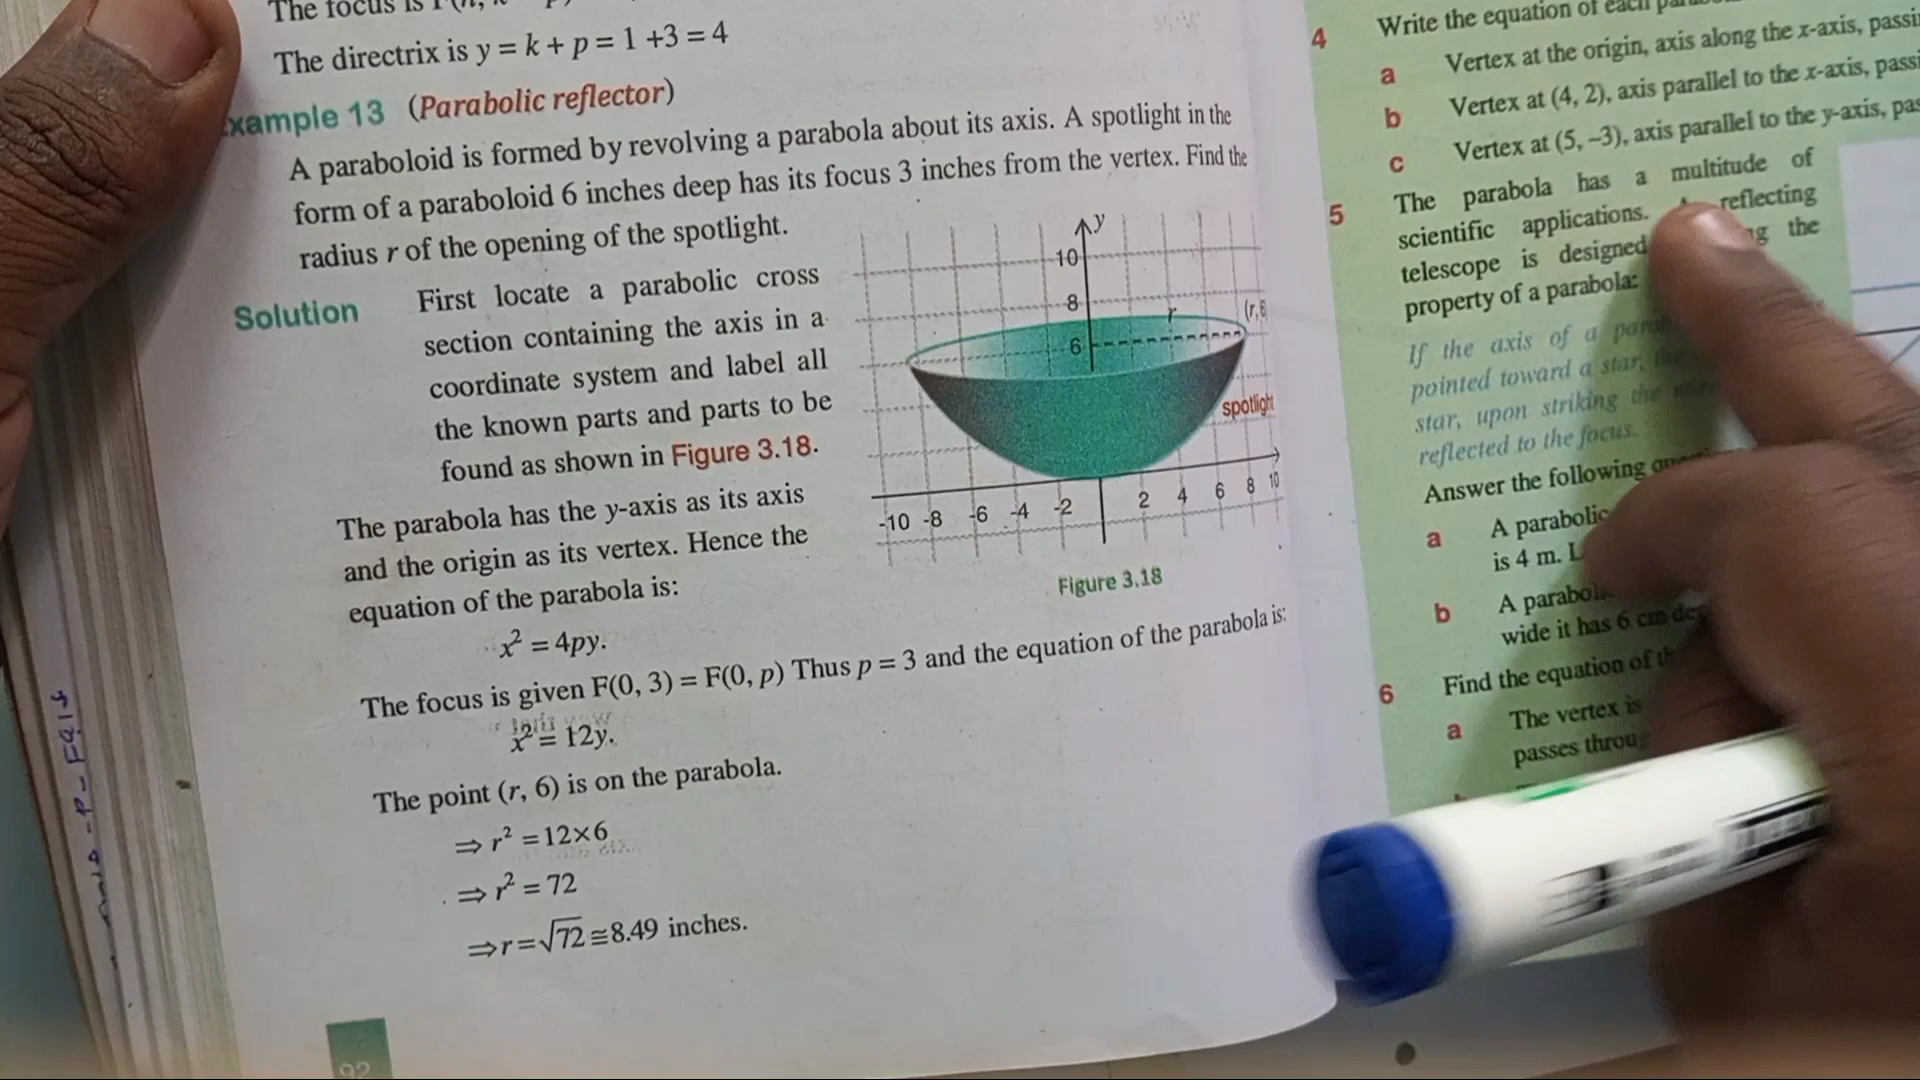 The focus is
The directrix is y = k + p = 1 +3 = 4
xample 13 (Parabolic reflector)
A paraboloid is formed by revolving a parabola about its axis. A spotlight in the
form of a paraboloid 6 inches deep has its focus 3 inches from the vertex. Find the
radius r of the opening of the spotlight.
Solution First locate a parabolic cross
section containing the axis in a
coordinate system and label all
the known parts and parts to be
found as shown in Figure 3.18.
The parabola has the y-axis as its axis
and the origin as its vertex. Hence the
equation of the parabola is:
x² = 4py.
y
10
8
6
r
(r, 6
spotlight
-10 -8 -6 -4 -2 2 4 6 8 10
Figure 3.18
The focus is given F(0, 3) = F(0, p) Thus p = 3 and the equation of the parabola is:
x² = 12y.
The point (r, 6) is on the parabola.
⇒ r² = 12×6
⇒ r² = 72
⇒ r = √72 ≅ 8.49 inches.
92
4 Write the equation of each
a Vertex at the origin, axis along the x-axis, passi
b Vertex at (4, 2), axis parallel to the x-axis, passi
c Vertex at (5, –3), axis parallel to the y-axis, pas
5 The parabola has a multitude of
scientific applications. reflecting
telescope is designed the
property of a parabola:
If the axis of a
pointed toward a star,
star, upon striking the
reflected to the focus.
Answer the following
a A parabolic
is 4 m.
b A
wide it has 6 cm
6 Find the equation of
a The vertex is
passes